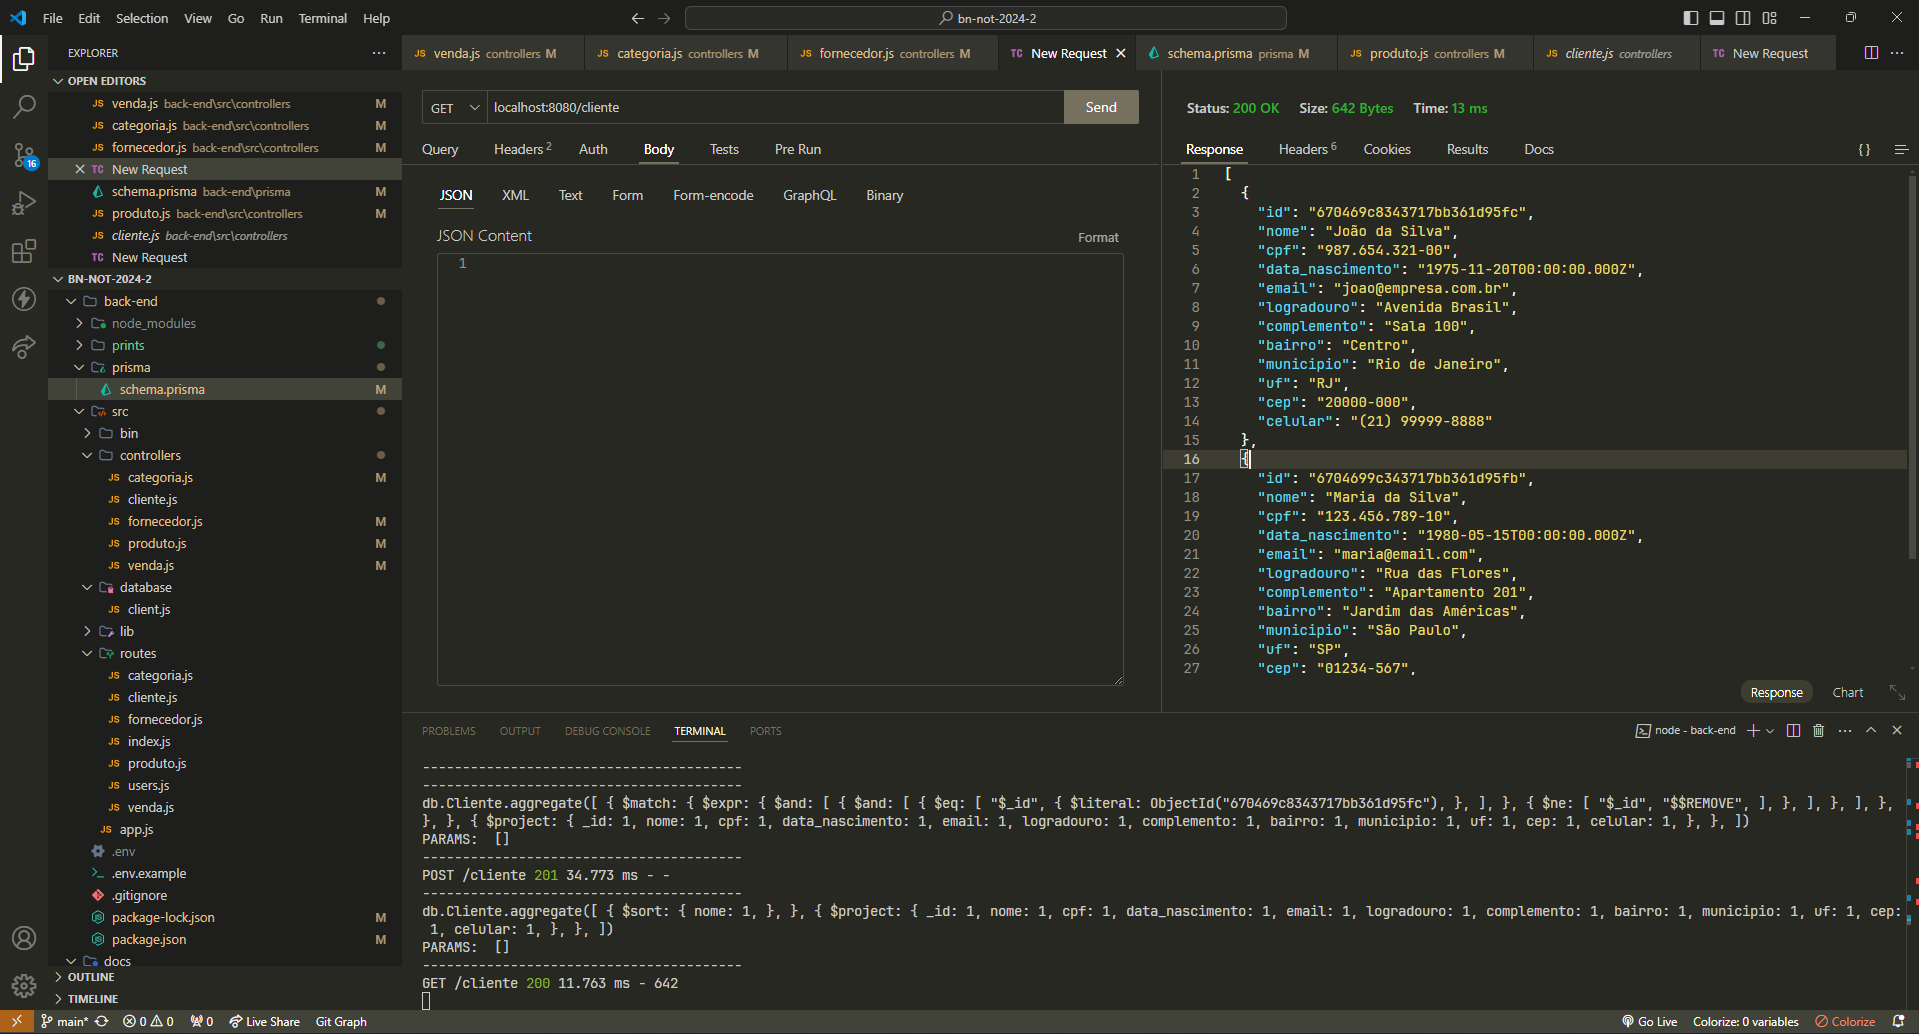 File Edit Selection View Go Run Terminal Help
bn-not-2024-2
EXPLORER
OPEN EDITORS
JS venda.js back-end\src\controllers M
JS categoria.js back-end\src\controllers M
JS fornecedor.js back-end\src\controllers M
TC New Request
schema.prisma back-end\prisma M
JS produto.js back-end\src\controllers M
JS cliente.js back-end\src\controllers
TC New Request
BN-NOT-2024-2
back-end
node_modules
prints
prisma
schema.prisma M
src
bin
controllers
JS categoria.js M
JS cliente.js
JS fornecedor.js M
JS produto.js M
JS venda.js M
database
JS client.js
lib
routes
JS categoria.js
JS cliente.js
JS fornecedor.js
JS index.js
JS produto.js
JS users.js
JS venda.js
JS app.js
.env
.env.example
.gitignore
package-lock.json M
package.json M
docs
OUTLINE
TIMELINE
16
JS venda.js controllers M JS categoria.js controllers M JS fornecedor.js controllers M TC New Request schema.prisma prisma M JS produto.js controllers M JS cliente.js controllers TC New Request
GET localhost:8080/cliente Send
Query Headers 2 Auth Body Tests Pre Run
JSON XML Text Form Form-encode GraphQL Binary
JSON Content Format
1
Status: 200 OK Size: 642 Bytes Time: 13 ms
Response Headers 6 Cookies Results Docs {}
1 [
2 {
3 "id": "670469c8343717bb361d95fc",
4 "nome": "João da Silva",
5 "cpf": "987.654.321-00",
6 "data_nascimento": "1975-11-20T00:00:00.000Z",
7 "email": "joao@empresa.com.br",
8 "logradouro": "Avenida Brasil",
9 "complemento": "Sala 100",
10 "bairro": "Centro",
11 "municipio": "Rio de Janeiro",
12 "uf": "RJ",
13 "cep": "20000-000",
14 "celular": "(21) 99999-8888"
15 },
16 {
17 "id": "6704699c343717bb361d95fb",
18 "nome": "Maria da Silva",
19 "cpf": "123.456.789-10",
20 "data_nascimento": "1980-05-15T00:00:00.000Z",
21 "email": "maria@email.com",
22 "logradouro": "Rua das Flores",
23 "complemento": "Apartamento 201",
24 "bairro": "Jardim das Américas",
25 "municipio": "São Paulo",
26 "uf": "SP",
27 "cep": "01234-567",
Response Chart
PROBLEMS OUTPUT DEBUG CONSOLE TERMINAL PORTS
node - back-end
----------------------------------------
----------------------------------------
db.Cliente.aggregate([ { $match: { $expr: { $and: [ { $and: [ { $eq: [ "$_id", { $literal: ObjectId("670469c8343717bb361d95fc"), }, ], }, { $ne: [ "$_id", "$$REMOVE", ], }, ], }, ], },
}, }, { $project: { _id: 1, nome: 1, cpf: 1, data_nascimento: 1, email: 1, logradouro: 1, complemento: 1, bairro: 1, municipio: 1, uf: 1, cep: 1, celular: 1, }, }, ])
PARAMS: []
----------------------------------------
POST /cliente 201 34.773 ms - -
----------------------------------------
db.Cliente.aggregate([ { $sort: { nome: 1, }, }, { $project: { _id: 1, nome: 1, cpf: 1, data_nascimento: 1, email: 1, logradouro: 1, complemento: 1, bairro: 1, municipio: 1, uf: 1, cep:
1, celular: 1, }, }, ])
PARAMS: []
----------------------------------------
GET /cliente 200 11.763 ms - 642
main* 0 0 0 Live Share Git Graph Go Live Colorize: 0 variables Colorize